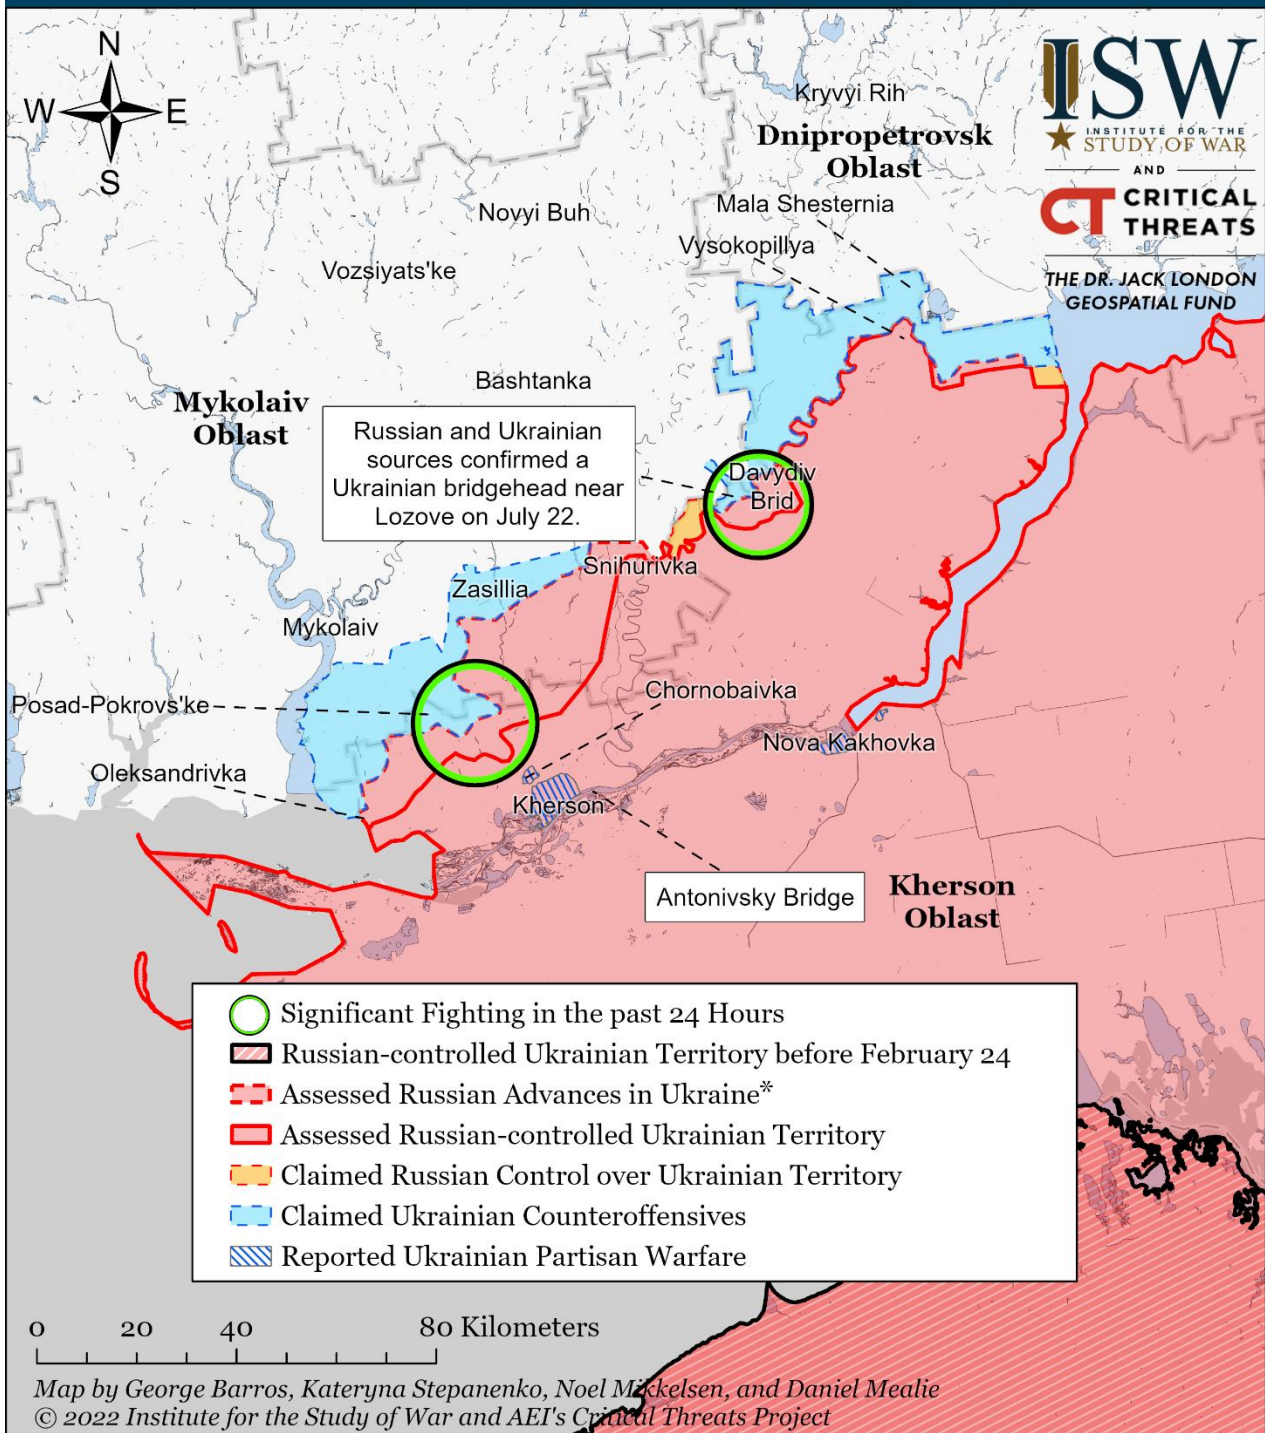 N
W
E
S
ISW
INSTITUTE FOR THE
STUDY OF WAR
AND
CT CRITICAL
THREATS
THE DR. JACK LONDON
GEOSPATIAL FUND
Kryvyi Rih
Dnipropetrovsk
Oblast
Mala Shesternia
Novyi Buh
Vysokopillya
Vozsiyats'ke
Bashtanka
Mykolaiv
Oblast
Russian and Ukrainian
sources confirmed a
Ukrainian bridgehead near
Lozove on July 22.
Davydiv
Brid
Snihurivka
Zasillia
Mykolaiv
Chornobaivka
Posad-Pokrovs'ke
Nova Kakhovka
Oleksandrivka
Kherson
Antonivsky Bridge
Kherson
Oblast
Significant Fighting in the past 24 Hours
Russian-controlled Ukrainian Territory before February 24
Assessed Russian Advances in Ukraine*
Assessed Russian-controlled Ukrainian Territory
Claimed Russian Control over Ukrainian Territory
Claimed Ukrainian Counteroffensives
Reported Ukrainian Partisan Warfare
0 20 40 80 Kilometers
Map by George Barros, Kateryna Stepanenko, Noel Mikkelsen, and Daniel Mealie
© 2022 Institute for the Study of War and AEI's Critical Threats Project